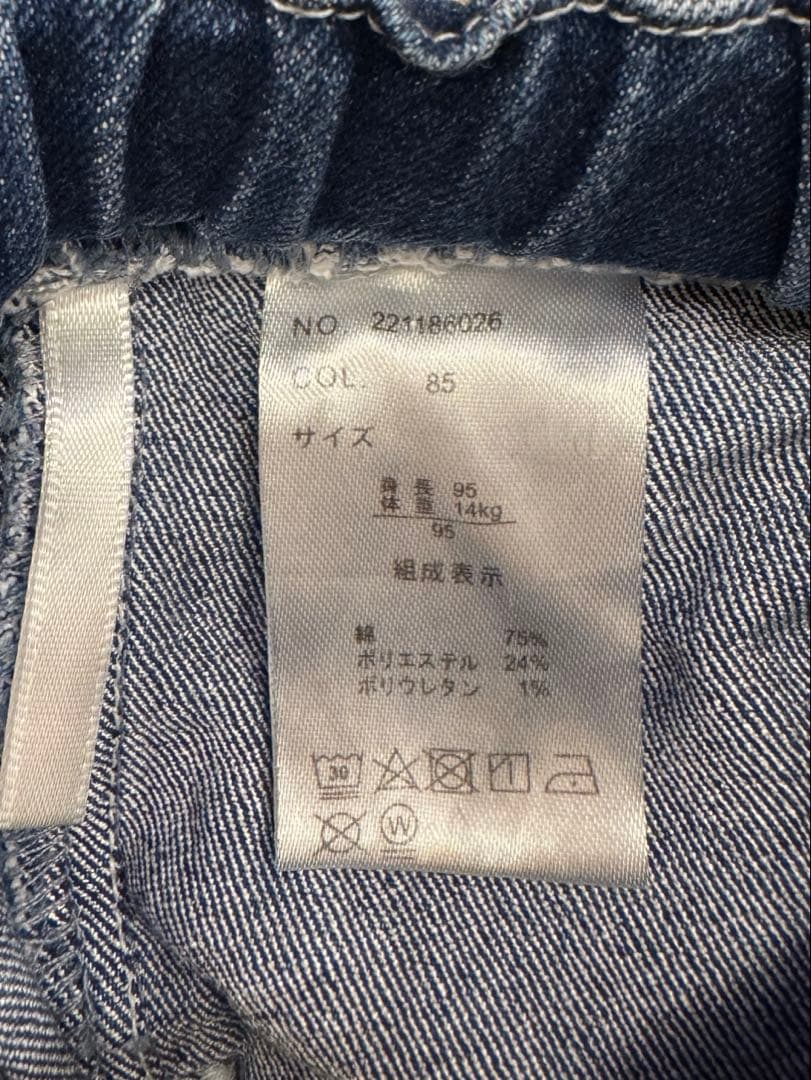 NO 221186026
COL. 85
サイズ
身長 95
体重 14kg
95
組成表示
綿 75%
ポリエステル 24%
ポリウレタン 1%
30
W